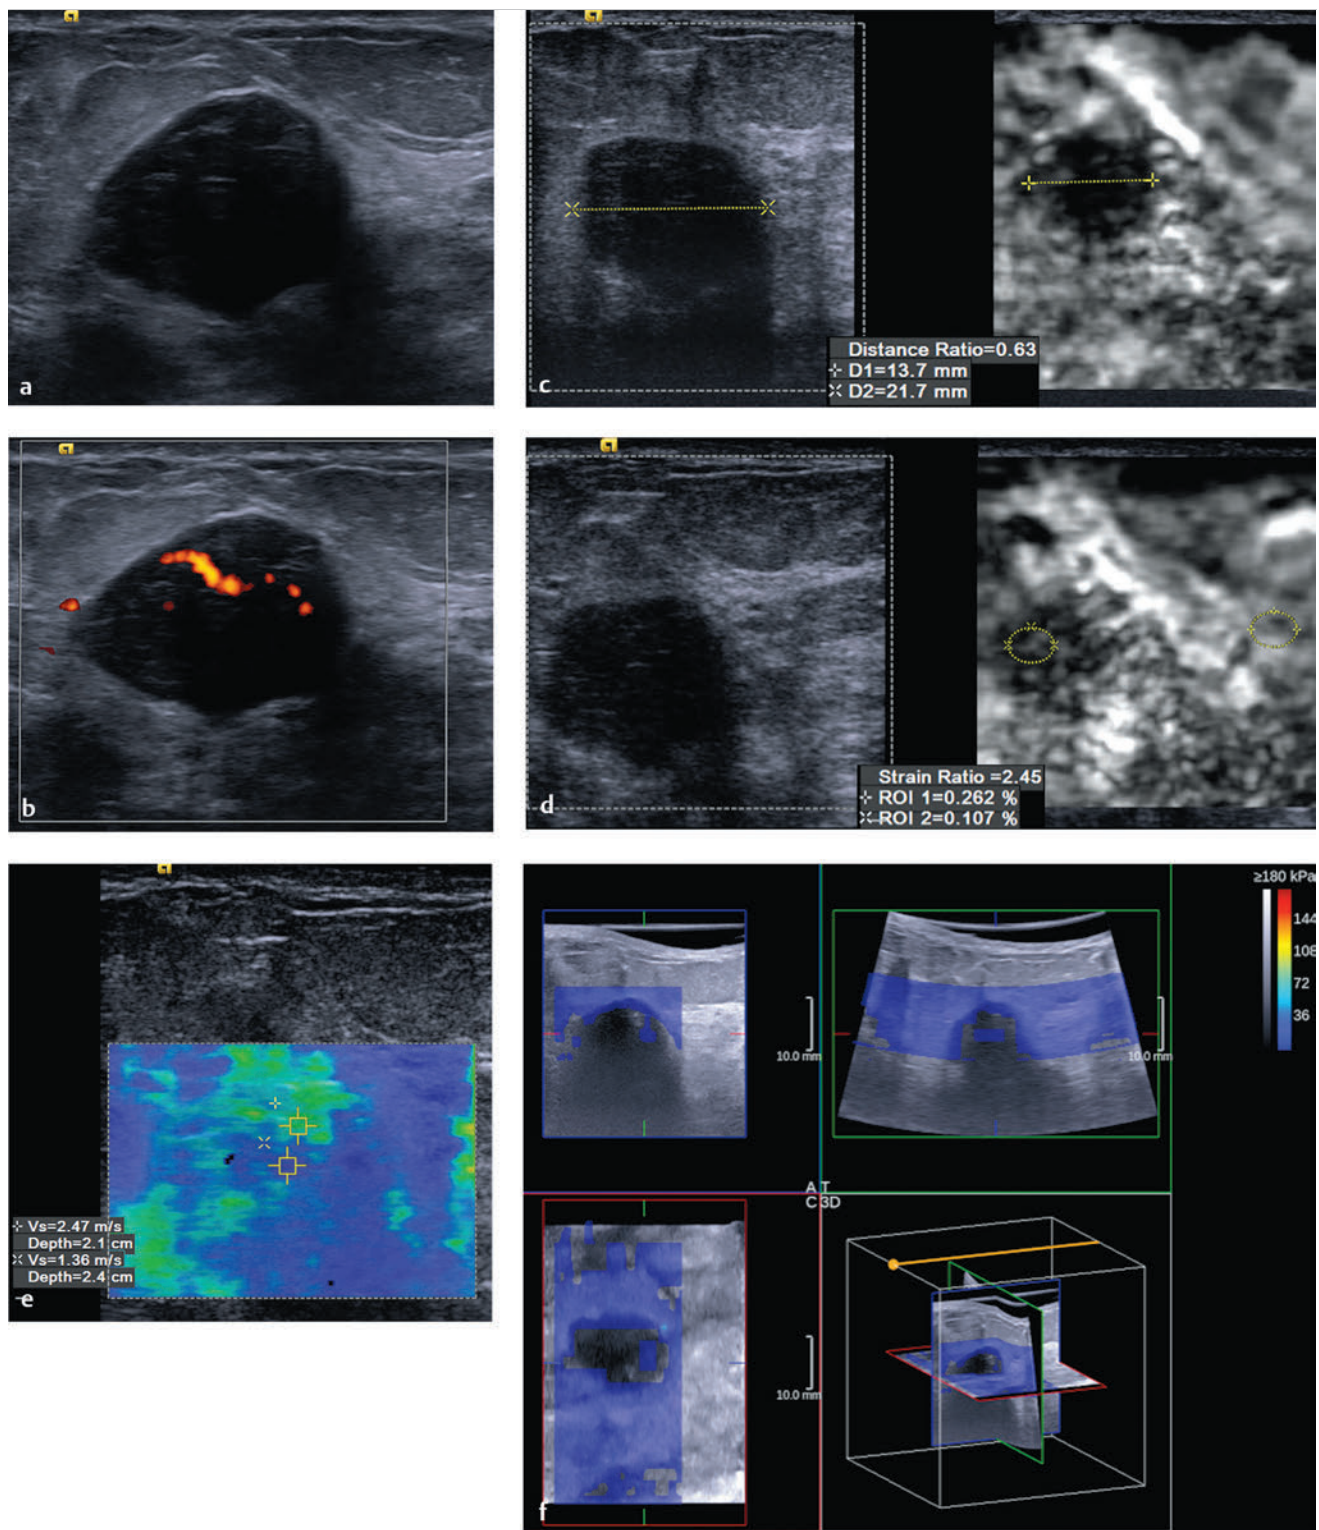 a
Distance Ratio=0.63
D1=13.7 mm
D2=21.7 mm
c
b
Strain Ratio =2.45
ROI 1=0.262 %
ROI 2=0.107 %
d
Vs=2.47 m/s
Depth=2.1 cm
Vs=1.36 m/s
Depth=2.4 cm
e
≥180 kPa
144
108
72
36
10.0 mm
10.0 mm
A T
C 3D
10.0 mm
f